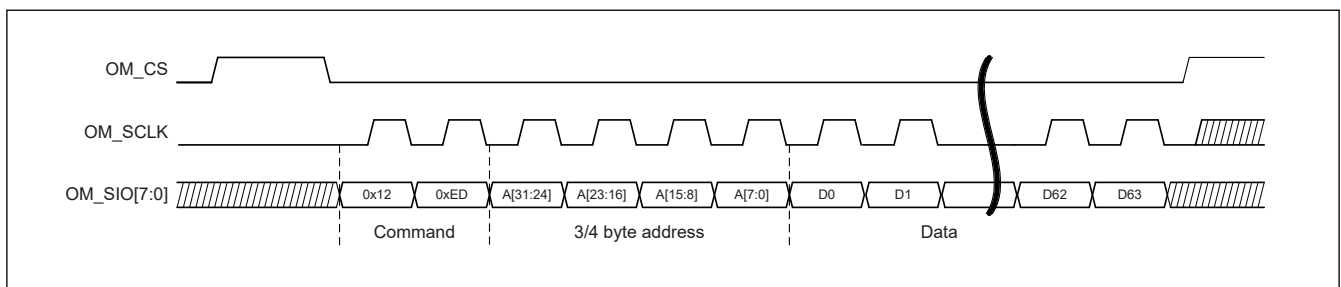 OM_CS
OM_SCLK
OM_SIO[7:0] 0x12 0xED A[31:24] A[23:16] A[15:8] A[7:0] D0 D1 D62 D63
Command 3/4 byte address Data